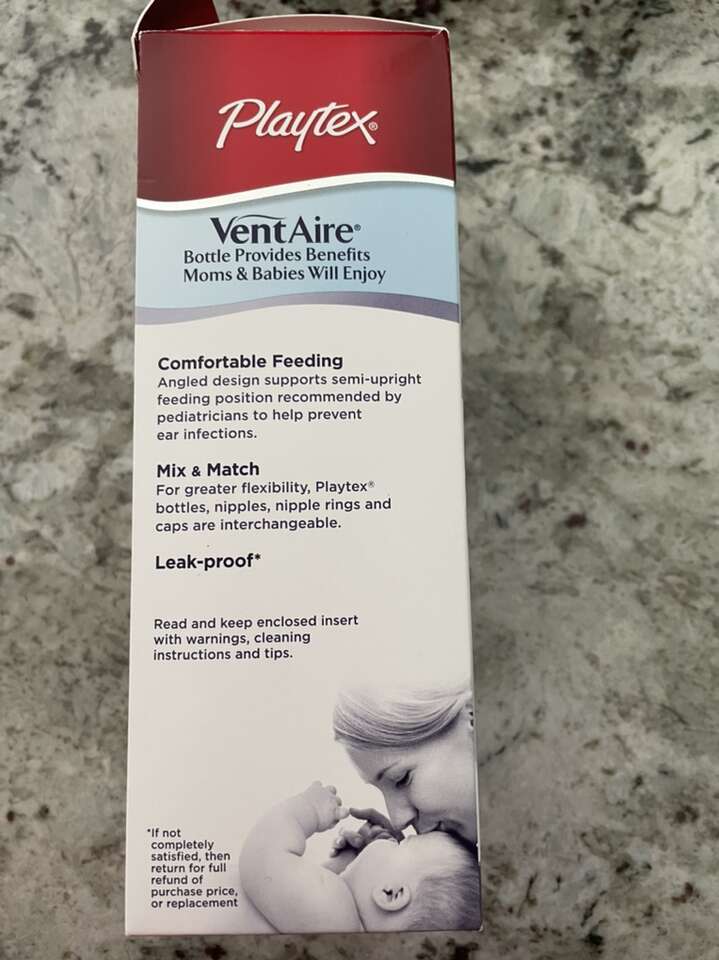 Playtex®
VentAire®
Bottle Provides Benefits
Moms & Babies Will Enjoy
Comfortable Feeding
Angled design supports semi-upright
feeding position recommended by
pediatricians to help prevent
ear infections.
Mix & Match
For greater flexibility, Playtex®
bottles, nipples, nipple rings and
caps are interchangeable.
Leak-proof*
Read and keep enclosed insert
with warnings, cleaning
instructions and tips.
*If not
completely
satisfied, then
return for full
refund of
purchase price,
or replacement